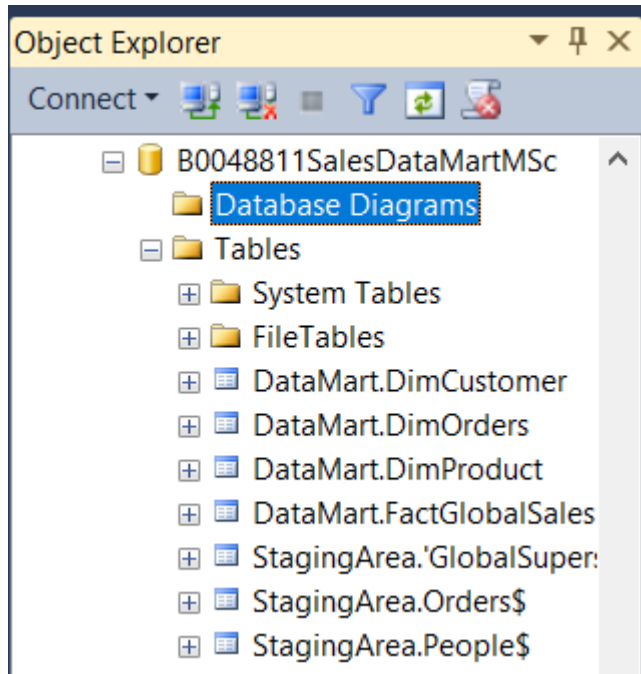 Object Explorer
Connect
B0048811SalesDataMartMSc
Database Diagrams
Tables
System Tables
FileTables
DataMart.DimCustomer
DataMart.DimOrders
DataMart.DimProduct
DataMart.FactGlobalSales
StagingArea.'GlobalSupers
StagingArea.Orders$
StagingArea.People$